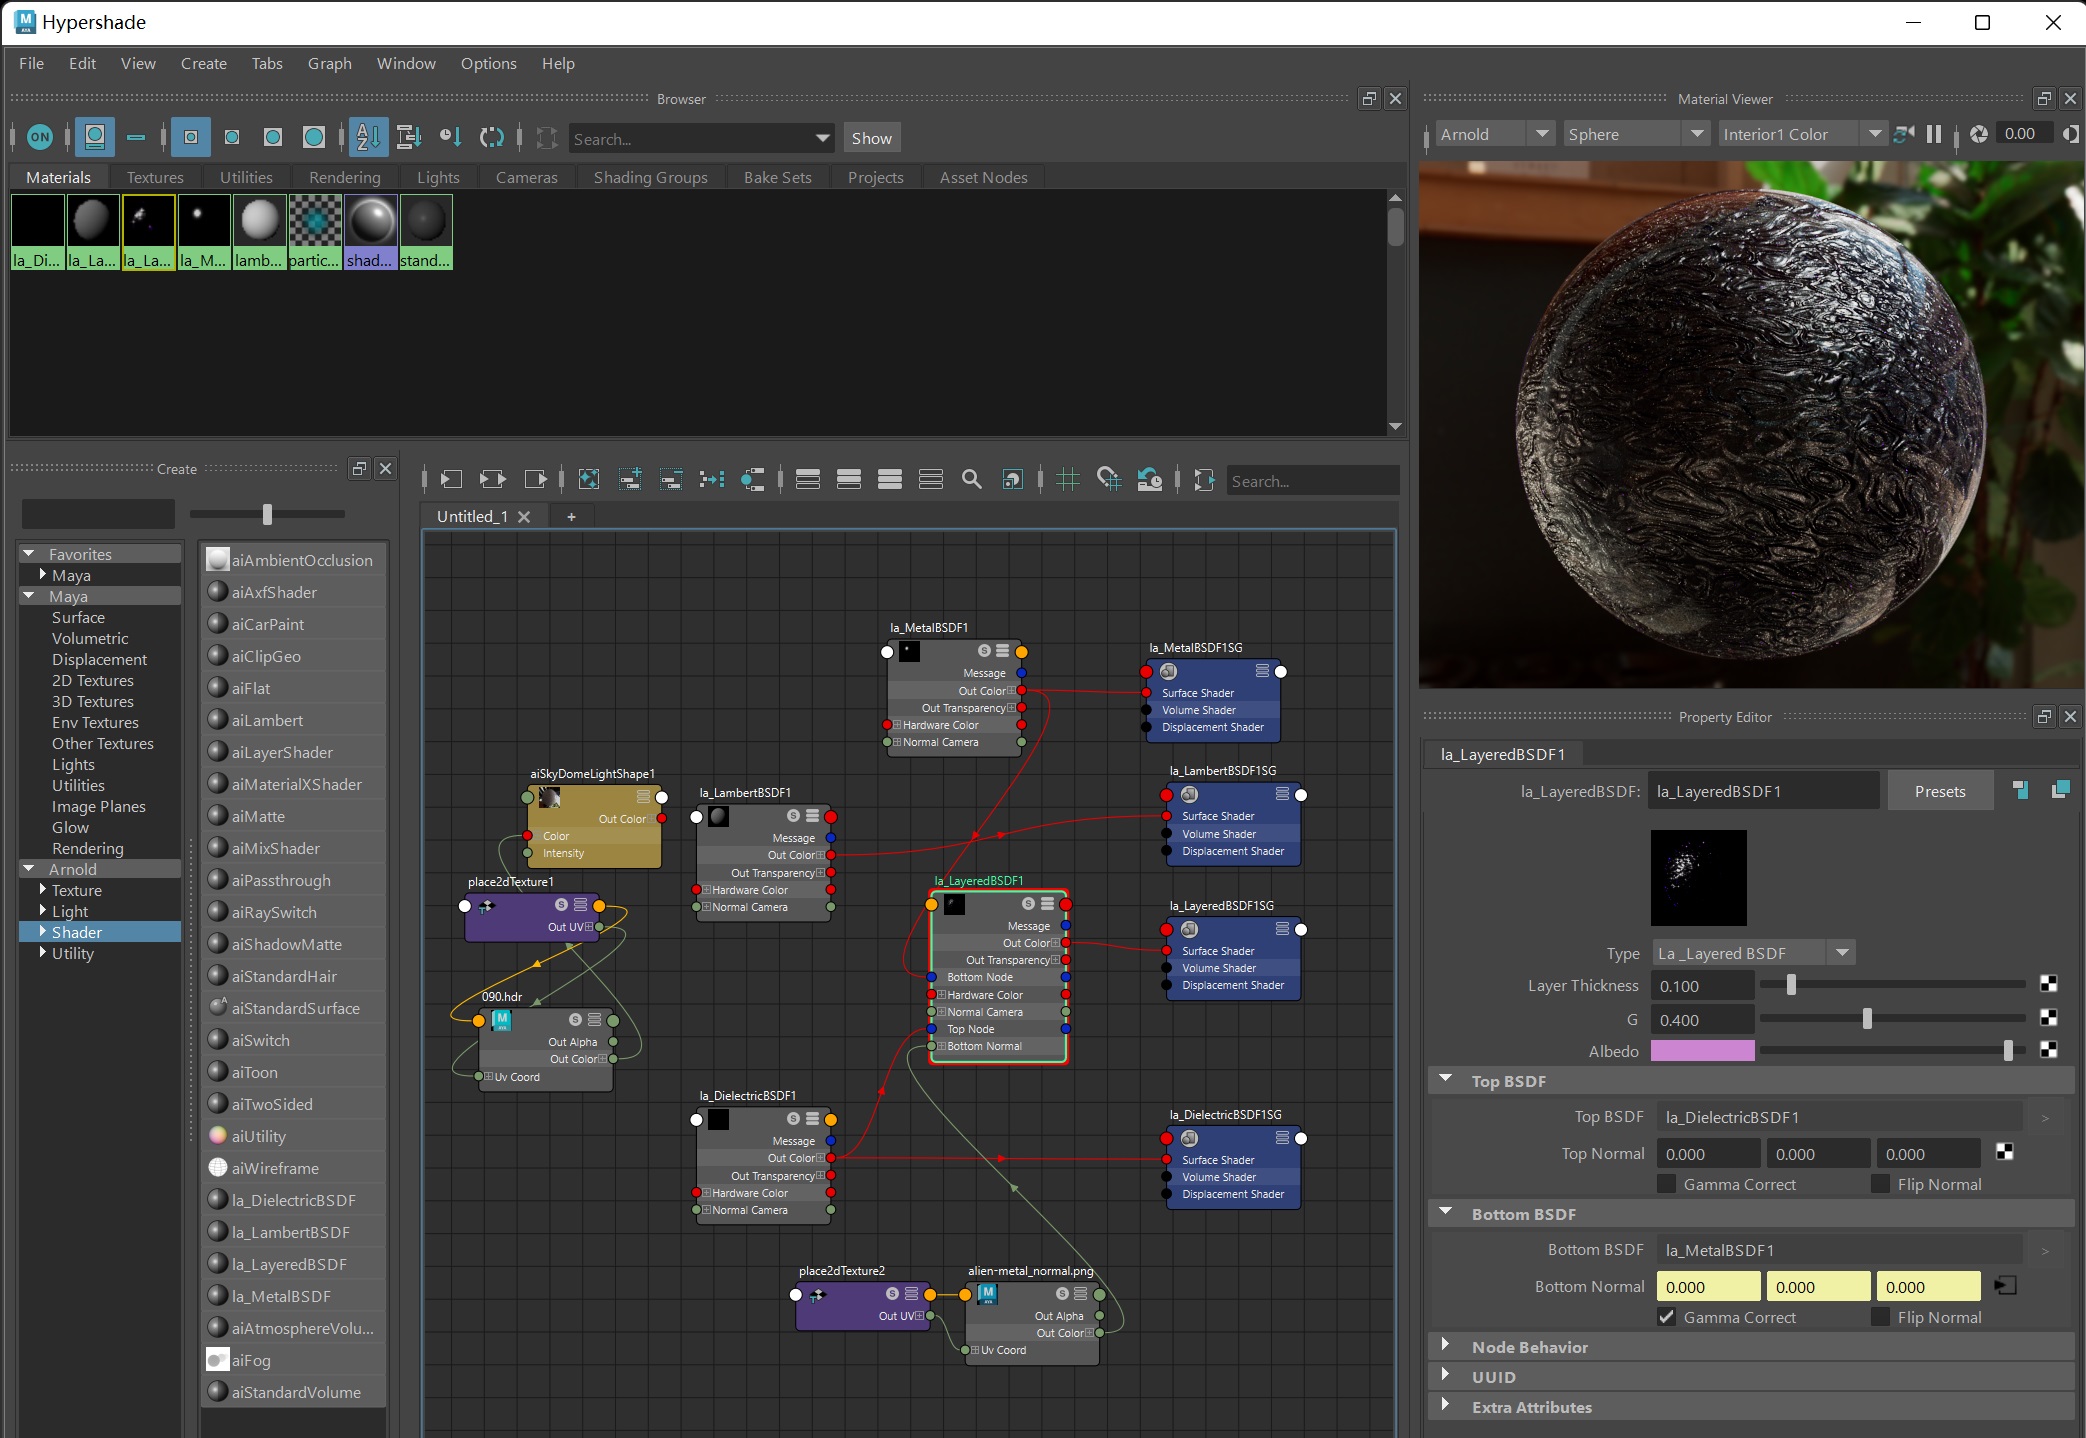 Hypershade
File Edit View Create Tabs Graph Window Options Help
Browser
ON
Search...
Show
Materials Textures Utilities Rendering Lights Cameras Shading Groups Bake Sets Projects Asset Nodes
la_Di... la_La... la_La... la_M... lamb... partic... shad... stand...
Material Viewer
Arnold Sphere Interior1 Color 0.00
Create
Favorites
Maya
Maya
Surface
Volumetric
Displacement
2D Textures
3D Textures
Env Textures
Other Textures
Lights
Utilities
Image Planes
Glow
Rendering
Arnold
Texture
Light
Shader
Utility
aiAmbientOcclusion
aiAxfShader
aiCarPaint
aiClipGeo
aiFlat
aiLambert
aiLayerShader
aiMaterialXShader
aiMatte
aiMixShader
aiPassthrough
aiRaySwitch
aiShadowMatte
aiStandardHair
aiStandardSurface
aiSwitch
aiToon
aiTwoSided
aiUtility
aiWireframe
la_DielectricBSDF
la_LambertBSDF
la_LayeredBSDF
la_MetalBSDF
aiAtmosphereVolu...
aiFog
aiStandardVolume
Search...
Untitled_1
+
la_MetalBSDF1
Message
Out Color
Out Transparency
Hardware Color
Normal Camera
la_MetalBSDF1SG
Surface Shader
Volume Shader
Displacement Shader
aiSkyDomeLightShape1
Out Color
Color
Intensity
la_LambertBSDF1
Message
Out Color
Out Transparency
Hardware Color
Normal Camera
la_LambertBSDF1SG
Surface Shader
Volume Shader
Displacement Shader
place2dTexture1
Out UV
la_LayeredBSDF1
Message
Out Color
Out Transparency
Bottom Node
Hardware Color
Normal Camera
Top Node
Bottom Normal
la_LayeredBSDF1SG
Surface Shader
Volume Shader
Displacement Shader
090.hdr
Out Alpha
Out Color
Uv Coord
la_DielectricBSDF1
Message
Out Color
Out Transparency
Hardware Color
Normal Camera
la_DielectricBSDF1SG
Surface Shader
Volume Shader
Displacement Shader
place2dTexture2
Out UV
alien-metal_normal.png
Out Alpha
Out Color
Uv Coord
Property Editor
la_LayeredBSDF1
la_LayeredBSDF: la_LayeredBSDF1 Presets
Type La _Layered BSDF
Layer Thickness 0.100
G 0.400
Albedo
Top BSDF
Top BSDF la_DielectricBSDF1 >
Top Normal 0.000 0.000 0.000
Gamma Correct Flip Normal
Bottom BSDF
Bottom BSDF la_MetalBSDF1 >
Bottom Normal 0.000 0.000 0.000
Gamma Correct Flip Normal
Node Behavior
UUID
Extra Attributes